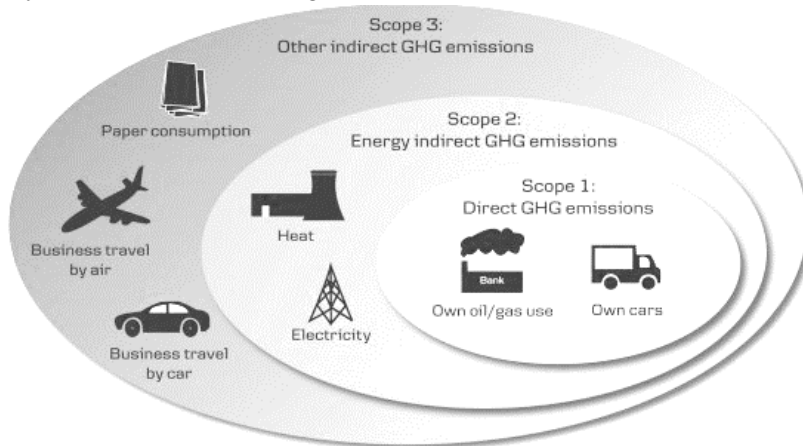 Scope 3:
Other indirect GHG emissions
Paper consumption
Business travel
by air
Business travel
by car
Scope 2:
Energy indirect GHG emissions
Heat
Electricity
Scope 1:
Direct GHG emissions
Bank
Own oil/gas use
Own cars